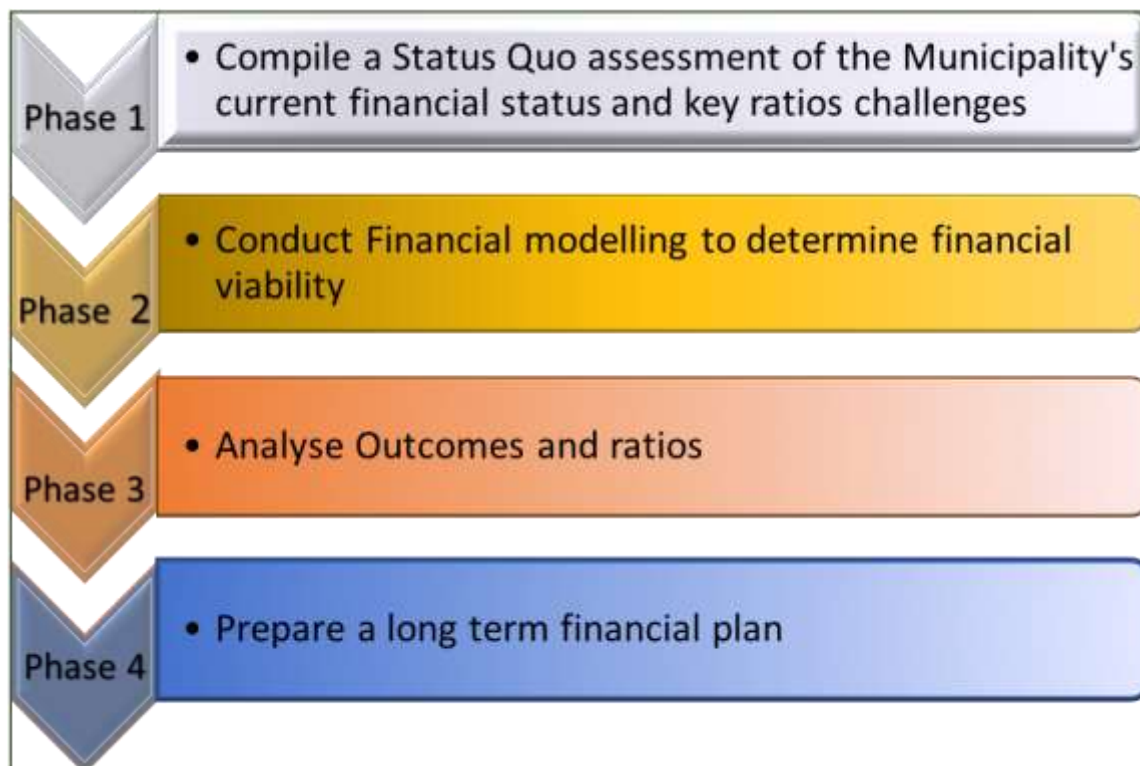 Phase 1
• Compile a Status Quo assessment of the Municipality's
current financial status and key ratios challenges
Phase 2
• Conduct Financial modelling to determine financial
viability
Phase 3
• Analyse Outcomes and ratios
Phase 4
• Prepare a long term financial plan